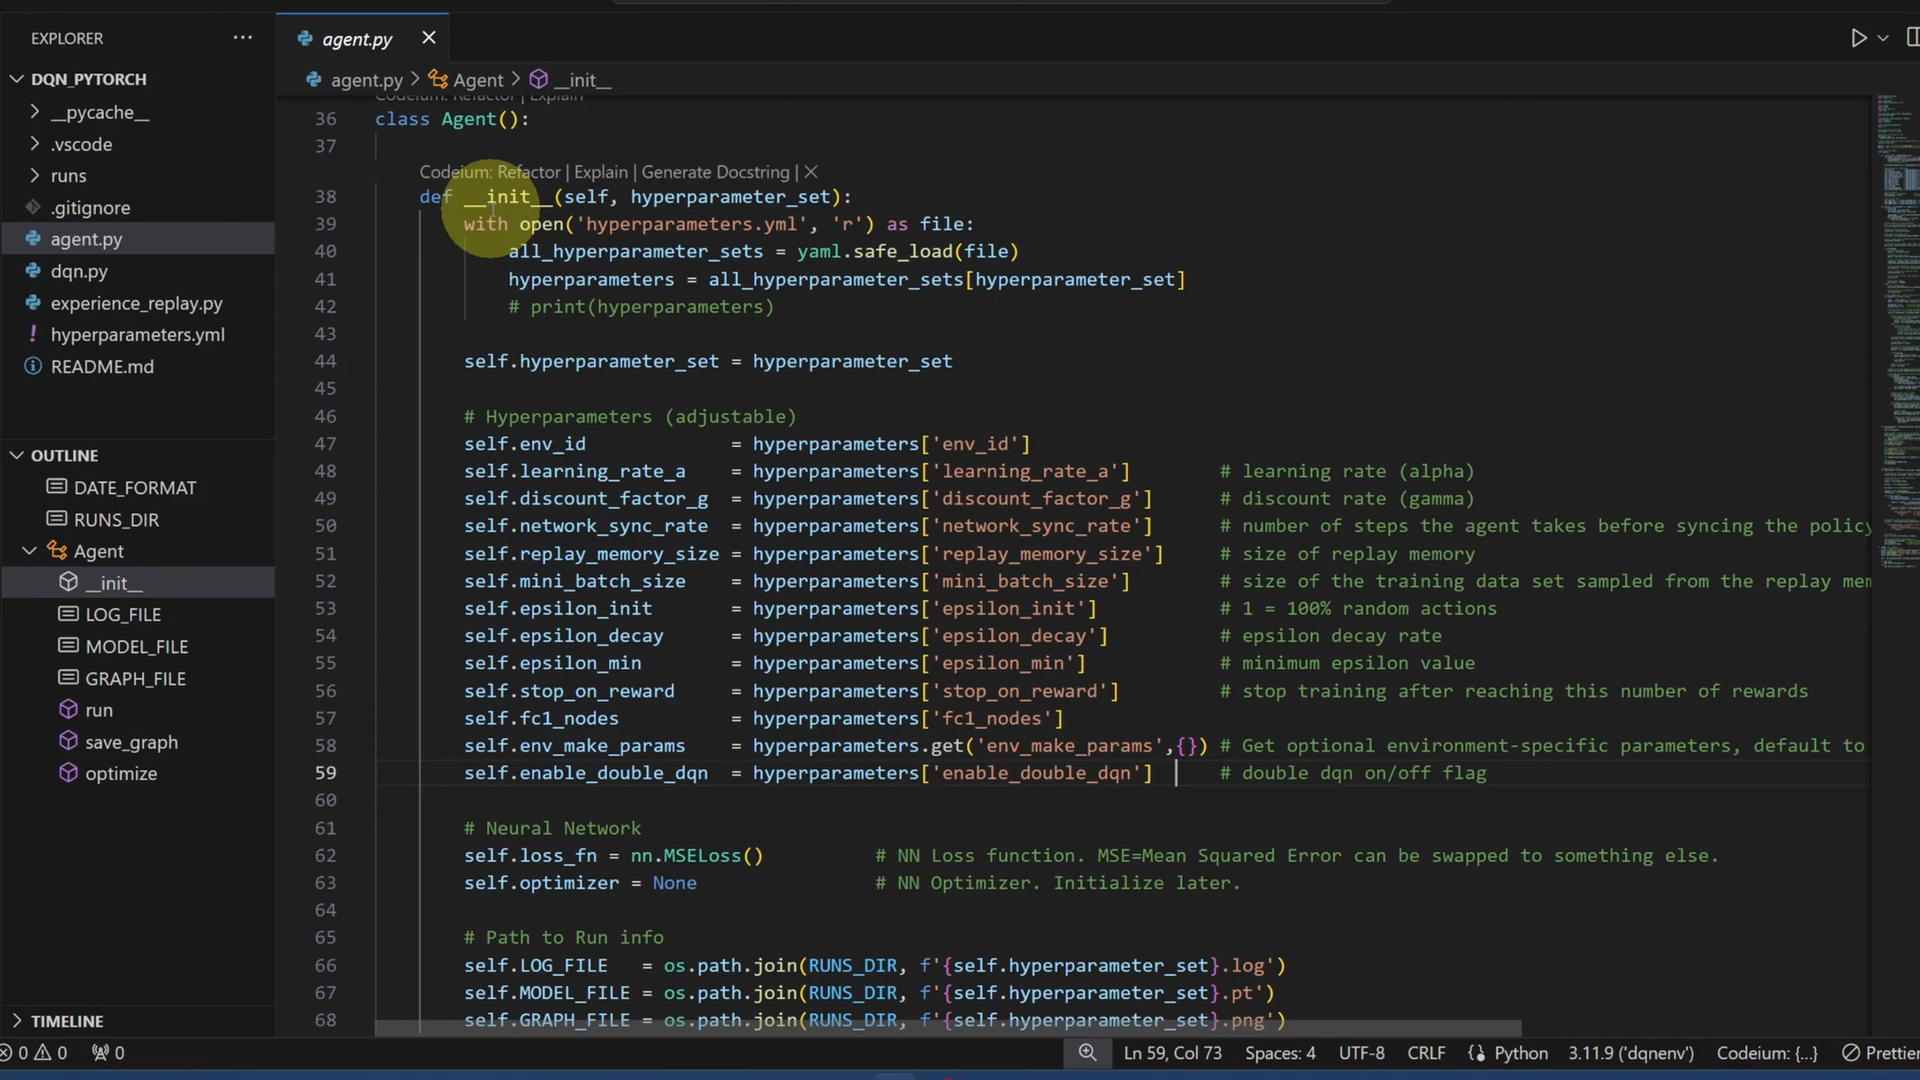 EXPLORER
···
DQN_PYTORCH
__pycache__
.vscode
runs
.gitignore
agent.py
dqn.py
experience_replay.py
! hyperparameters.yml
README.md
OUTLINE
DATE_FORMAT
RUNS_DIR
Agent
__init__
LOG_FILE
MODEL_FILE
GRAPH_FILE
run
save_graph
optimize
TIMELINE
agent.py
agent.py > Agent > __init__
Codeium: Refactor | Explain
36 class Agent():
37
Codeium: Refactor | Explain | Generate Docstring | ×
38 def __init__(self, hyperparameter_set):
39 with open('hyperparameters.yml', 'r') as file:
40 all_hyperparameter_sets = yaml.safe_load(file)
41 hyperparameters = all_hyperparameter_sets[hyperparameter_set]
42 # print(hyperparameters)
43
44 self.hyperparameter_set = hyperparameter_set
45
46 # Hyperparameters (adjustable)
47 self.env_id = hyperparameters['env_id']
48 self.learning_rate_a = hyperparameters['learning_rate_a'] # learning rate (alpha)
49 self.discount_factor_g = hyperparameters['discount_factor_g'] # discount rate (gamma)
50 self.network_sync_rate = hyperparameters['network_sync_rate'] # number of steps the agent takes before syncing the policy
51 self.replay_memory_size = hyperparameters['replay_memory_size'] # size of replay memory
52 self.mini_batch_size = hyperparameters['mini_batch_size'] # size of the training data set sampled from the replay mem
53 self.epsilon_init = hyperparameters['epsilon_init'] # 1 = 100% random actions
54 self.epsilon_decay = hyperparameters['epsilon_decay'] # epsilon decay rate
55 self.epsilon_min = hyperparameters['epsilon_min'] # minimum epsilon value
56 self.stop_on_reward = hyperparameters['stop_on_reward'] # stop training after reaching this number of rewards
57 self.fc1_nodes = hyperparameters['fc1_nodes']
58 self.env_make_params = hyperparameters.get('env_make_params',{}) # Get optional environment-specific parameters, default to
59 self.enable_double_dqn = hyperparameters['enable_double_dqn'] # double dqn on/off flag
60
61 # Neural Network
62 self.loss_fn = nn.MSELoss() # NN Loss function. MSE=Mean Squared Error can be swapped to something else.
63 self.optimizer = None # NN Optimizer. Initialize later.
64
65 # Path to Run info
66 self.LOG_FILE = os.path.join(RUNS_DIR, f'{self.hyperparameter_set}.log')
67 self.MODEL_FILE = os.path.join(RUNS_DIR, f'{self.hyperparameter_set}.pt')
68 self.GRAPH_FILE = os.path.join(RUNS_DIR, f'{self.hyperparameter_set}.png')
0 0 0 Ln 59, Col 73 Spaces: 4 UTF-8 CRLF Python 3.11.9 ('dqnenv') Codeium: {...} Prettier